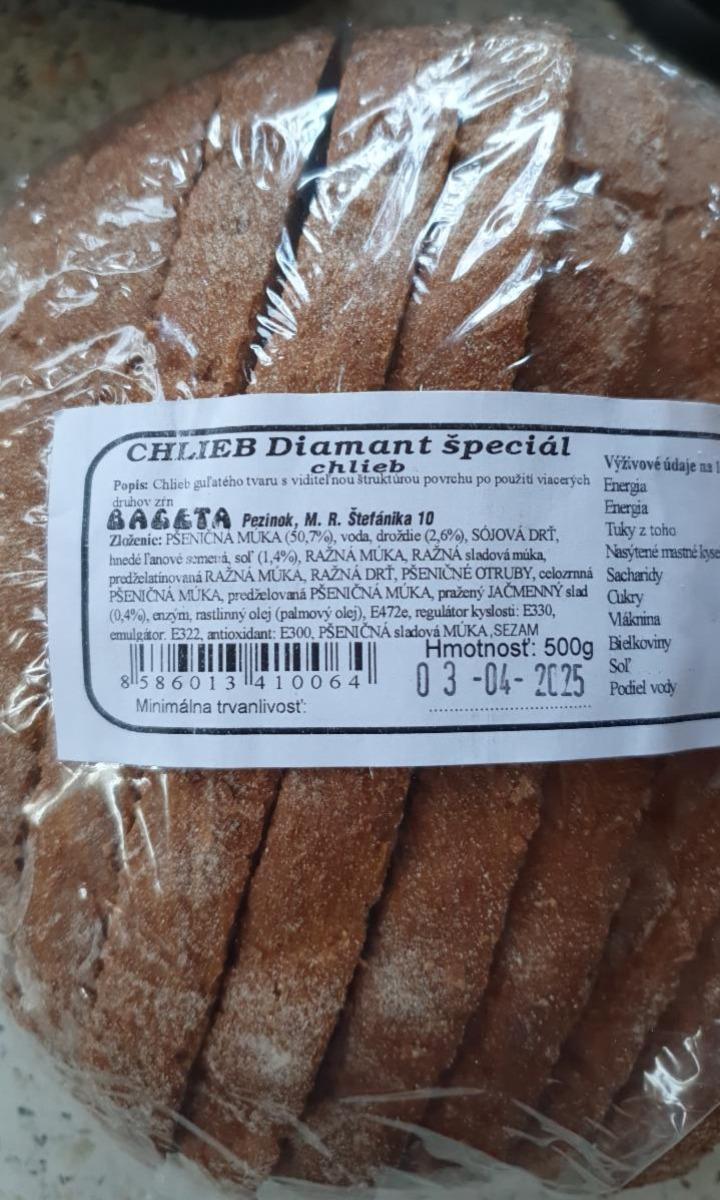 CHLIEB Diamant špeciál
chlieb
Popis: Chlieb guľatého tvaru s viditeľnou štruktúrou povrchu po použití viacerých
druhov zŕn
BAGETA Pezinok, M. R. Štefánika 10
Zloženie: PŠENIČNÁ MÚKA (50,7%), voda, droždie (2,6%), SÓJOVÁ DRŤ,
hnedé ľanové semená, soľ (1,4%), RAŽNÁ MÚKA, RAŽNÁ sladová múka,
predželatínovaná RAŽNÁ MÚKA, RAŽNÁ DRŤ, PŠENIČNÉ OTRUBY, celozrnná
PŠENIČNÁ MÚKA, predželovaná PŠENIČNÁ MÚKA, pražený JAČMENNÝ slad
(0,4%), enzým, rastlinný olej (palmový olej), E472e, regulátor kyslosti: E330,
emulgátor. E322, antioxidant: E300, PŠENIČNÁ sladová MÚKA ,SEZAM
Hmotnosť: 500g
8 586013 410064
03 -04- 2025
Minimálna trvanlivosť:
Výživové údaje na 1
Energia
Energia
Tuky z toho
Nasýtené mastné kyse
Sacharidy
Cukry
Vláknina
Bielkoviny
Soľ
Podiel vody